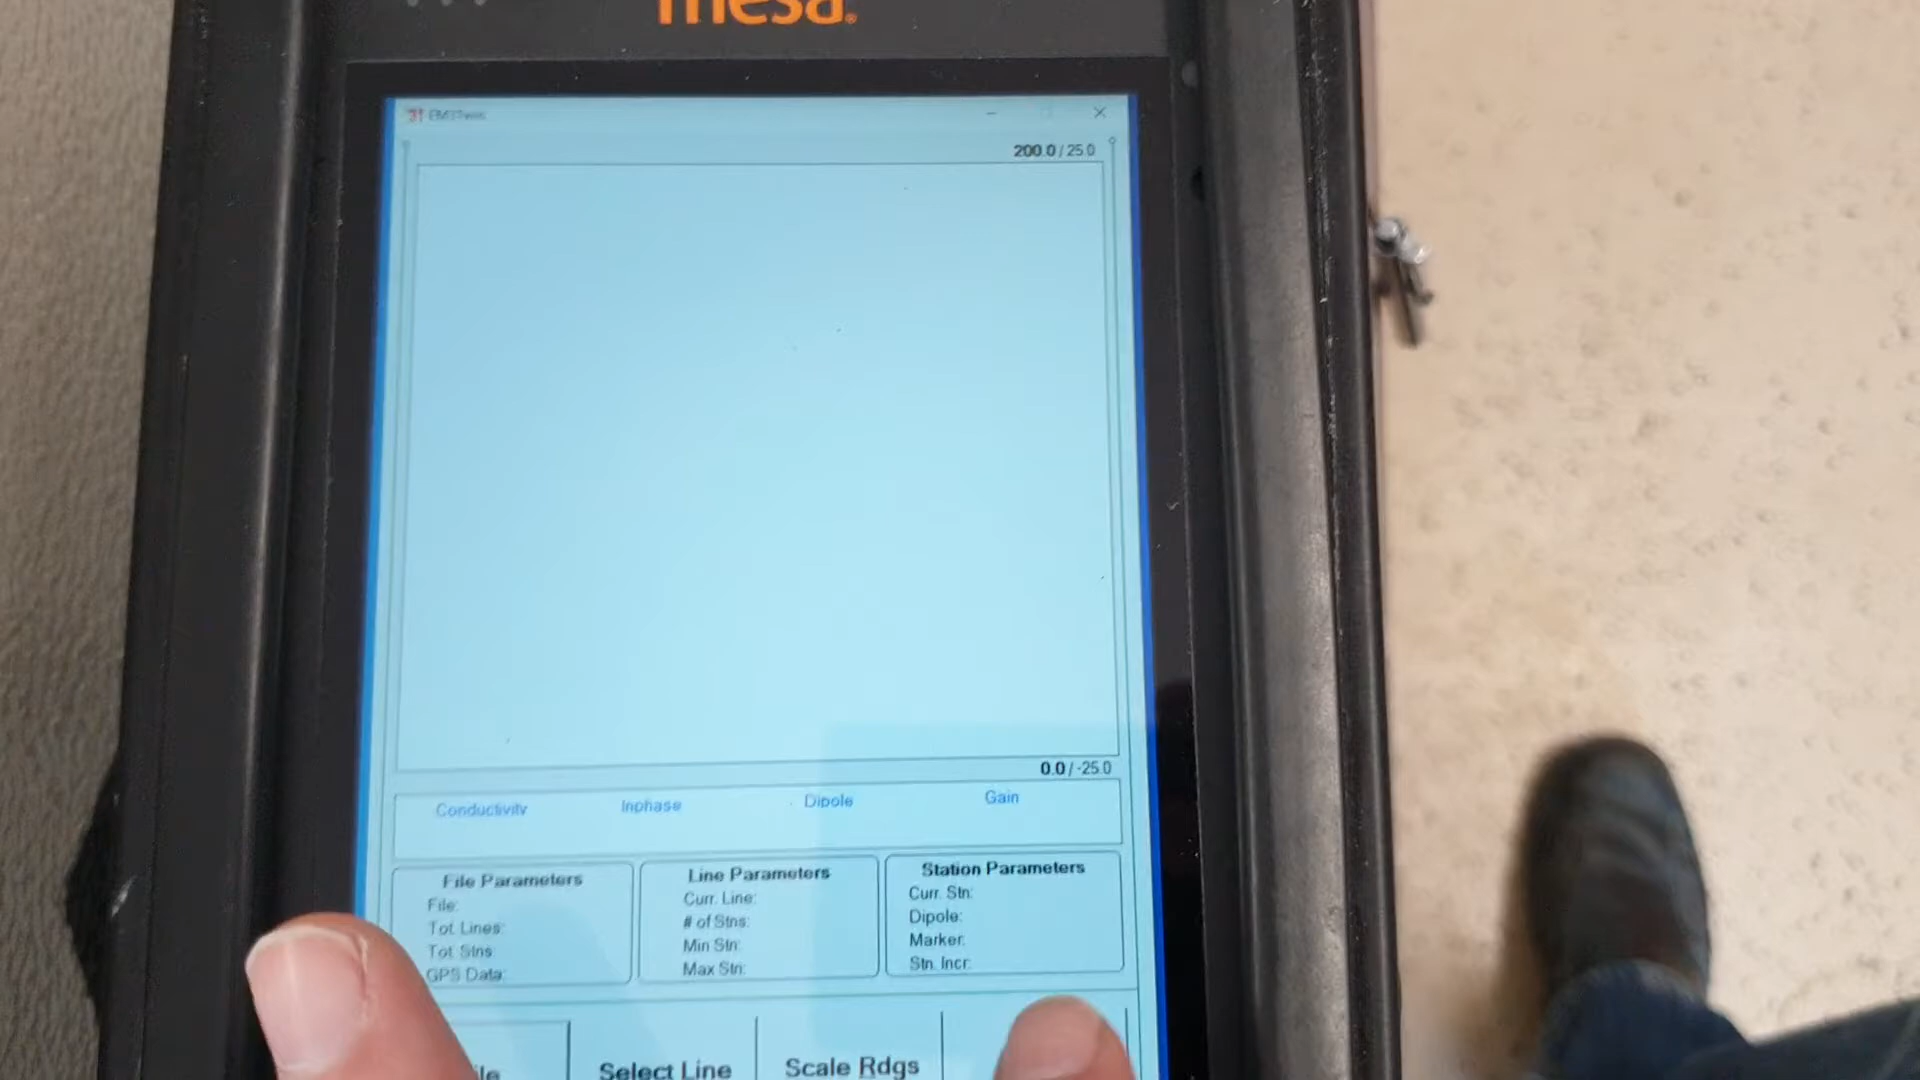 mesa®
EM31
200.0 / 25.0
0.0 / -25.0
Conductivity Inphase Dipole Gain
File Parameters
File:
Tot. Lines:
Tot. Stns
GPS Data:
Line Parameters
Curr. Line:
# of Stns:
Min Stn:
Max Stn:
Station Parameters
Curr. Stn:
Dipole:
Marker:
Stn. Incr:
Select Line
Scale Rdgs